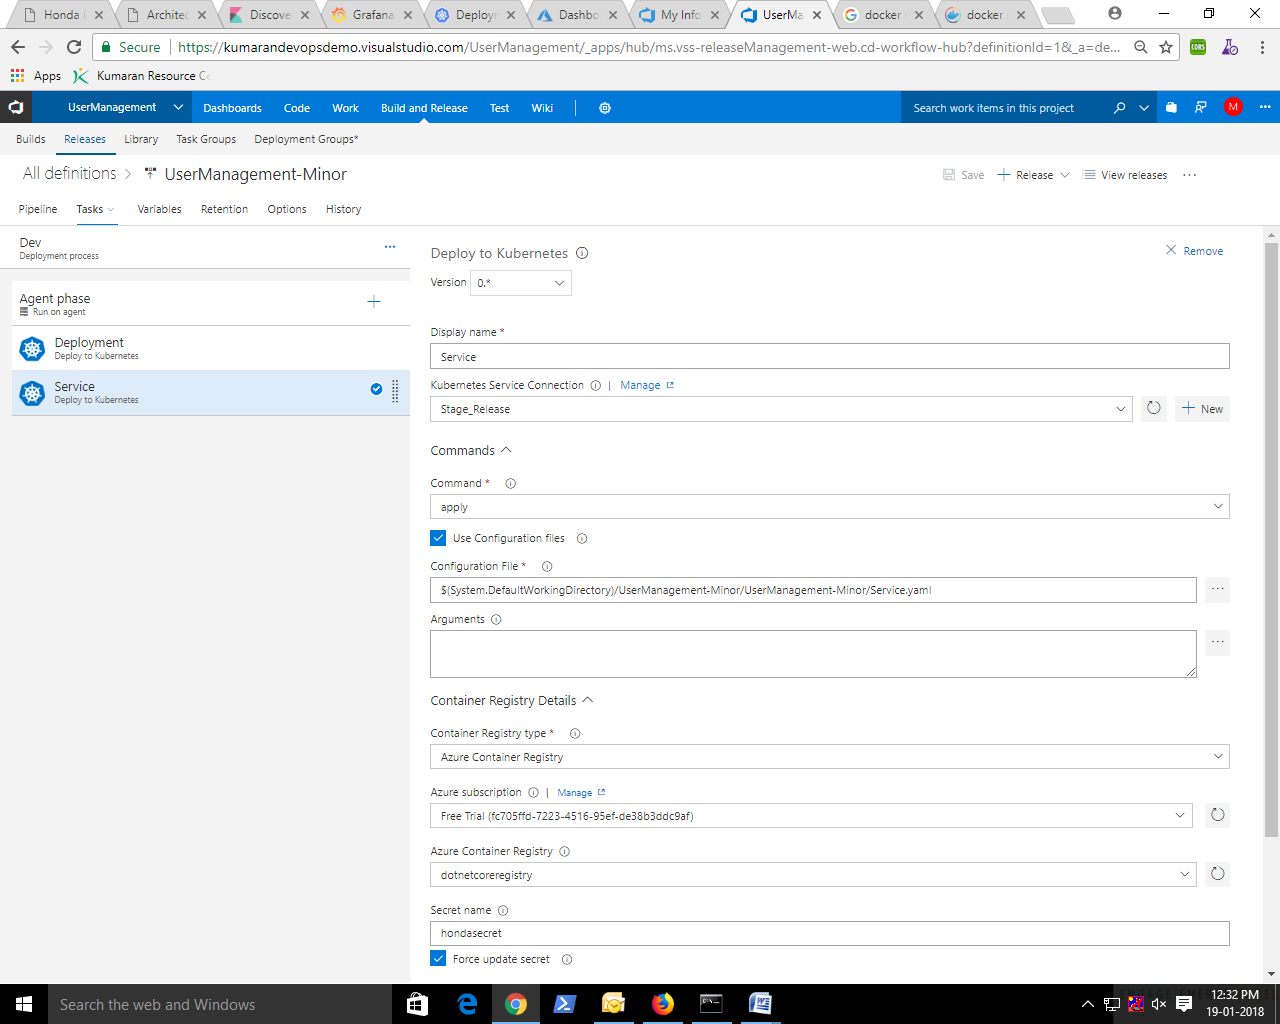 Honda
Architec
Discove
Grafana
Deployn
Dashbo
My Info
UserMa
docker
docker
Secure
https://kumarandevopsdemo.visualstudio.com/UserManagement/_apps/hub/ms.vss-releaseManagement-web.cd-workflow-hub?definitionId=1&_a=de...
Apps
Kumaran Resource Ce
UserManagement
Dashboards
Code
Work
Build and Release
Test
Wiki
Search work items in this project
M
Builds
Releases
Library
Task Groups
Deployment Groups*
All definitions > UserManagement-Minor
Save
+ Release
View releases
...
Pipeline
Tasks
Variables
Retention
Options
History
Dev
Deployment process
...
Agent phase
Run on agent
Deployment
Deploy to Kubernetes
Service
Deploy to Kubernetes
Deploy to Kubernetes
Remove
Version 0.*
Display name *
Service
Kubernetes Service Connection | Manage
Stage_Release
+ New
Commands
Command *
apply
Use Configuration files
Configuration File *
$(System.DefaultWorkingDirectory)/UserManagement-Minor/UserManagement-Minor/Service.yaml
...
Arguments
...
Container Registry Details
Container Registry type *
Azure Container Registry
Azure subscription | Manage
Free Trial (fc705ffd-7223-4516-95ef-de38b3ddc9af)
Azure Container Registry
dotnetcoreregistry
Secret name
hondasecret
Force update secret
Search the web and Windows
12:32 PM
19-01-2018